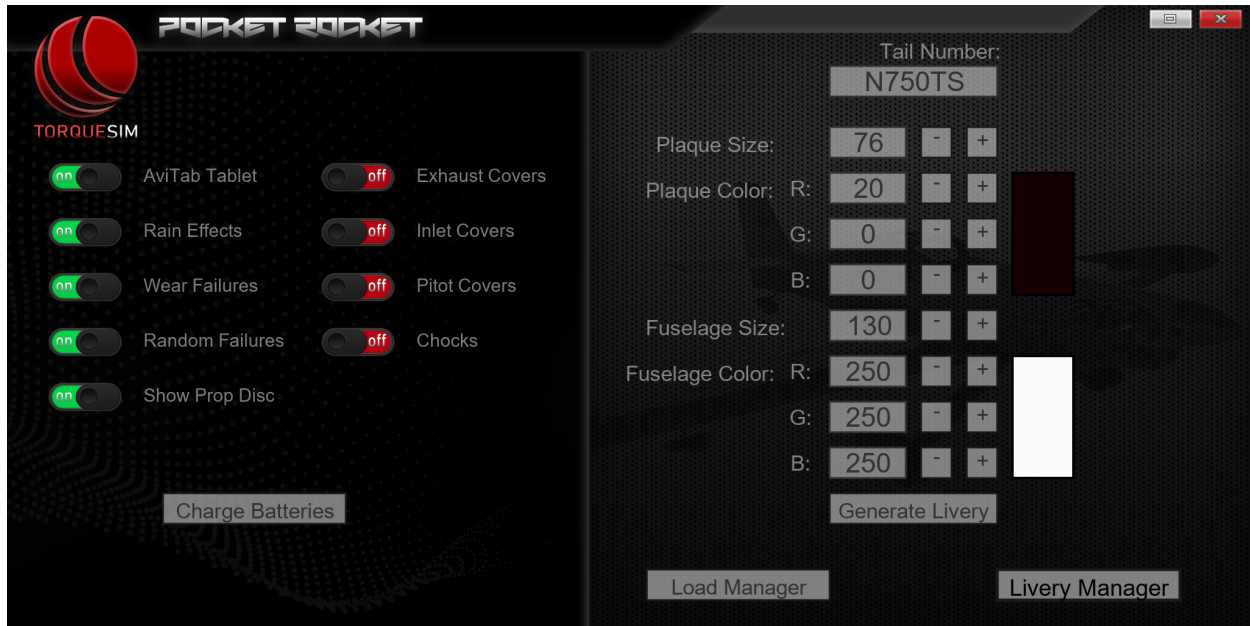 POCKET ROCKET
TORQUESIM
on AviTab Tablet
off Exhaust Covers
on Rain Effects
off Inlet Covers
on Wear Failures
off Pitot Covers
on Random Failures
off Chocks
on Show Prop Disc
Charge Batteries
Tail Number:
N750TS
Plaque Size: 76 - +
Plaque Color: R: 20 - +
G: 0 - +
B: 0 - +
Fuselage Size: 130 - +
Fuselage Color: R: 250 - +
G: 250 - +
B: 250 - +
Generate Livery
Load Manager
Livery Manager